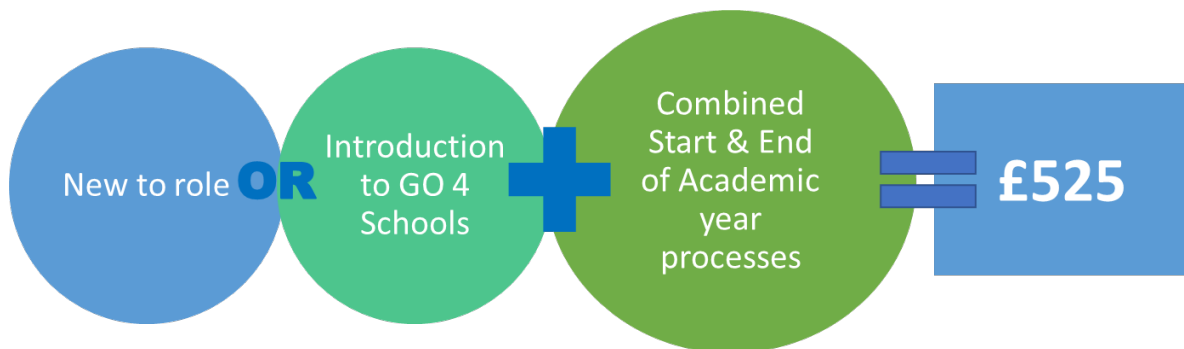 New to role
OR
Introduction
to GO 4
Schools
Combined
Start & End
of Academic
year
processes
£525